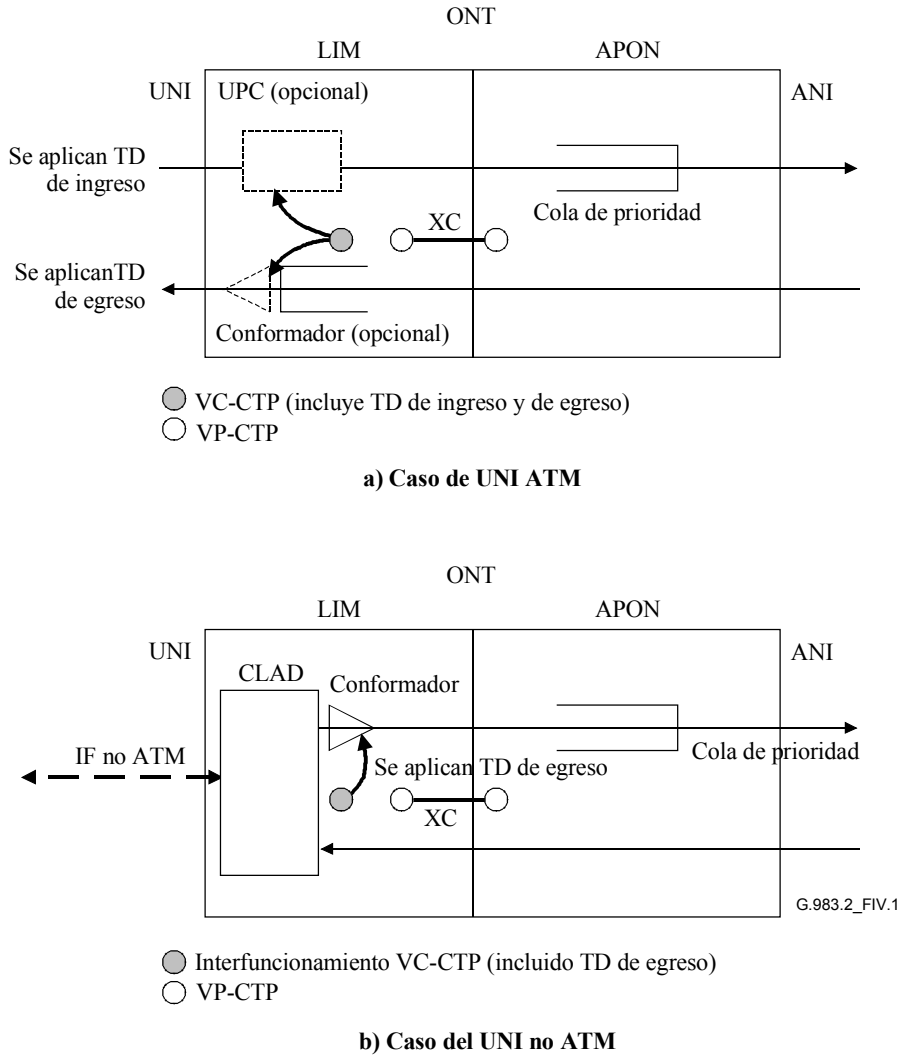 ONT
LIM
APON
UNI
UPC (opcional)
ANI
Se aplican TD
de ingreso
Cola de prioridad
XC
Se aplicanTD
de egreso
Conformador (opcional)
VC-CTP (incluye TD de ingreso y de egreso)
VP-CTP
a) Caso de UNI ATM
ONT
LIM
APON
UNI
ANI
CLAD
Conformador
IF no ATM
Cola de prioridad
Se aplican TD de egreso
XC
G.983.2_FIV.1
Interfuncionamiento VC-CTP (incluido TD de egreso)
VP-CTP
b) Caso del UNI no ATM